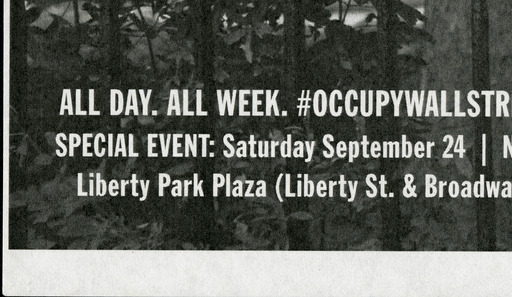 ALL DAY. ALL WEEK. #OCCUPYWALLSTR
SPECIAL EVENT: Saturday September 24 | N
Liberty Park Plaza (Liberty St. & Broadwa